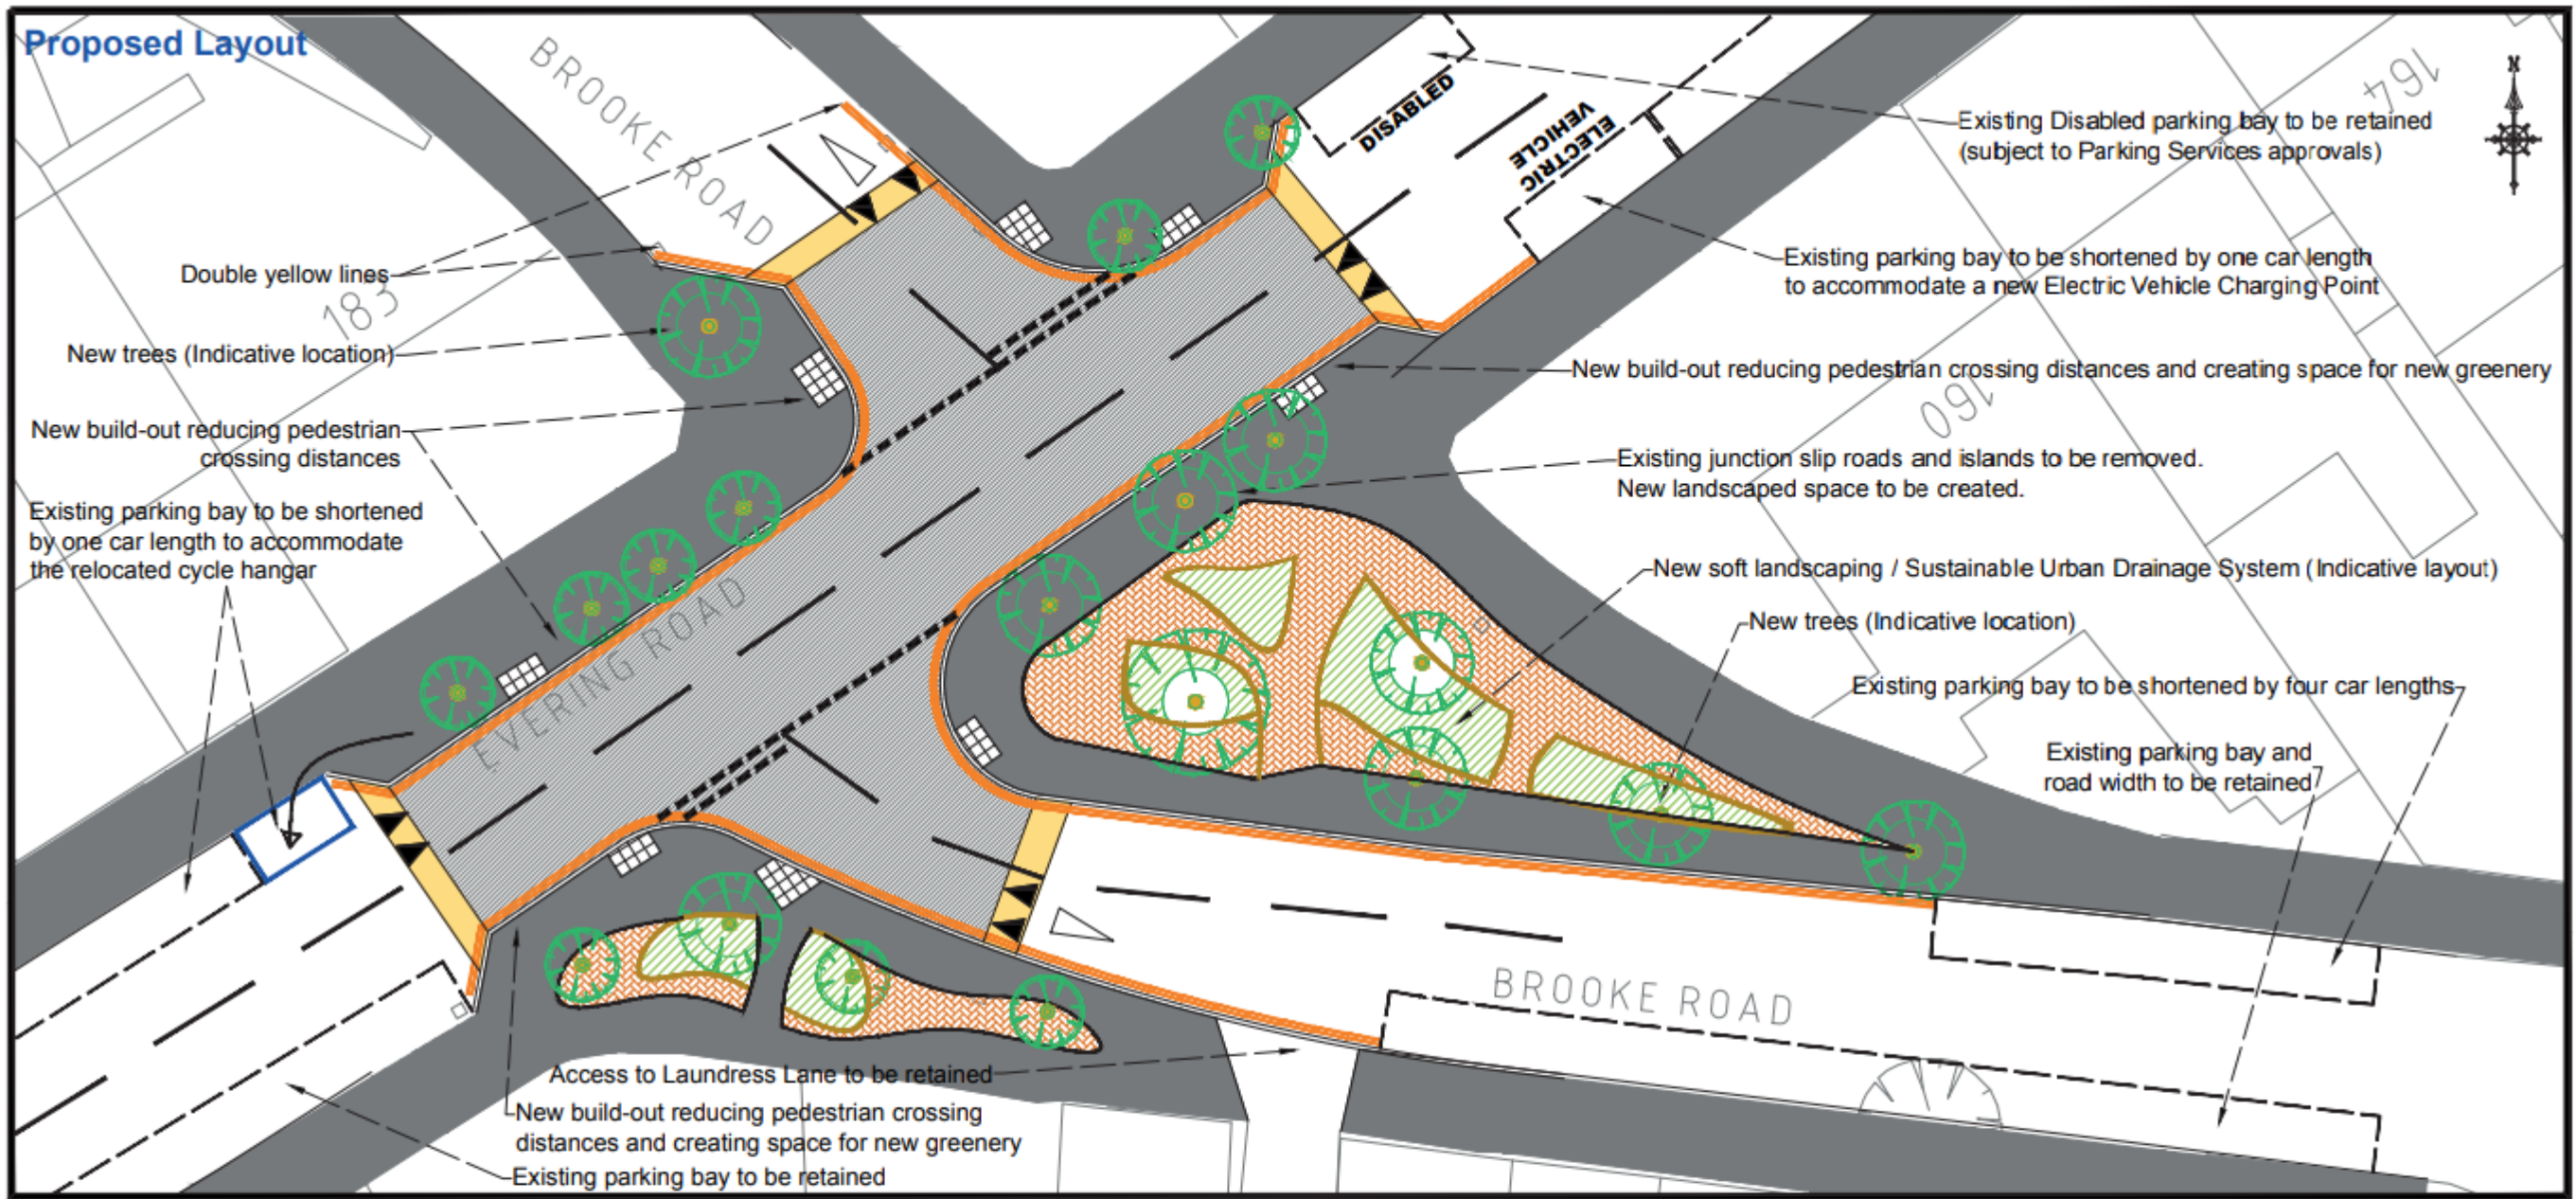 Proposed Layout
BROOKE ROAD
DISABLED
ELECTRIC
VEHICLE
164
N
Existing Disabled parking bay to be retained
(subject to Parking Services approvals)
Double yellow lines
183
Existing parking bay to be shortened by one car length
to accommodate a new Electric Vehicle Charging Point
New trees (Indicative location)
New build-out reducing pedestrian crossing distances and creating space for new greenery
160
New build-out reducing pedestrian
crossing distances
Existing junction slip roads and islands to be removed.
New landscaped space to be created.
Existing parking bay to be shortened
by one car length to accommodate
the relocated cycle hangar
New soft landscaping / Sustainable Urban Drainage System (Indicative layout)
New trees (Indicative location)
EVERING ROAD
Existing parking bay to be shortened by four car lengths
Existing parking bay and
road width to be retained
BROOKE ROAD
Access to Laundress Lane to be retained
New build-out reducing pedestrian crossing
distances and creating space for new greenery
Existing parking bay to be retained